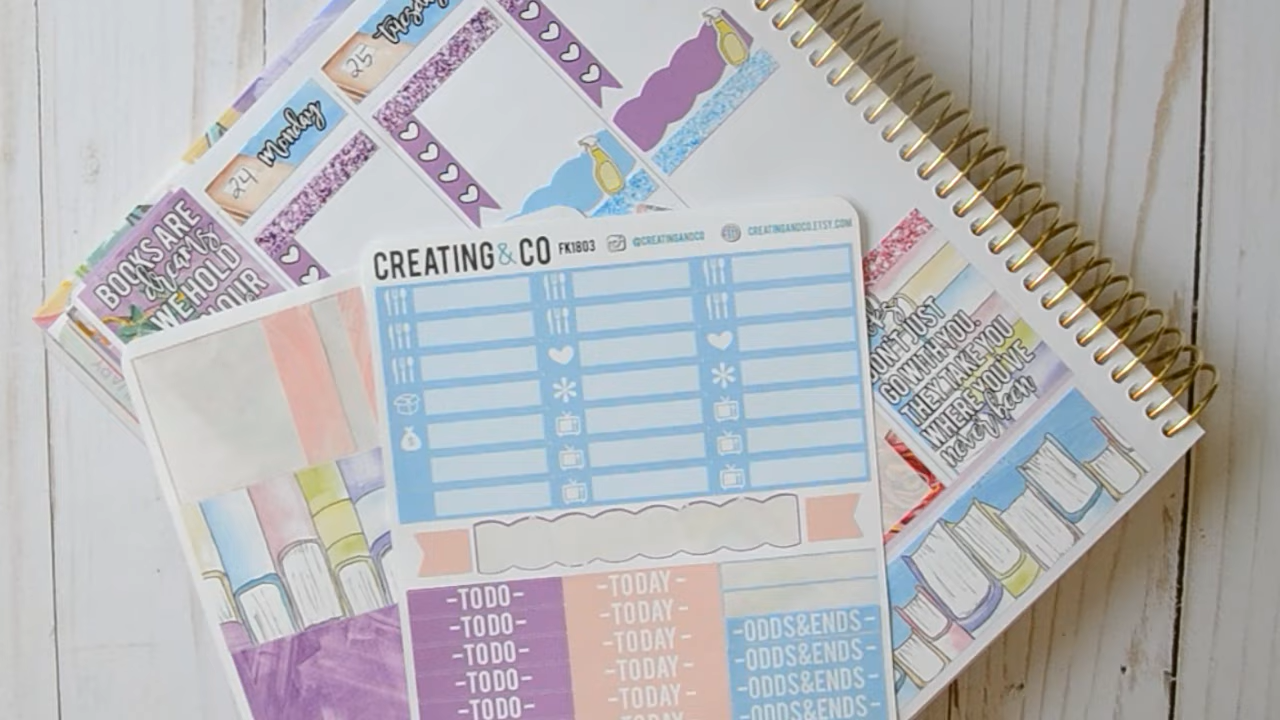 25 Tuesday
24 Monday
BOOKS ARE
dreams
WE HOLD
OUR
CREATING & CO FK1803 @CREATINGANDCO CREATINGANDCO.ETSY.COM
DON'T JUST
GO WITH YOU.
THEY TAKE YOU
WHERE YOU'VE
never been
-TODO- -TODAY-
-TODO- -TODAY- -ODDS&ENDS-
-TODO- -TODAY- -ODDS&ENDS-
-TODO- -TODAY- -ODDS&ENDS-
-TODO- -TODAY- -ODDS&ENDS-